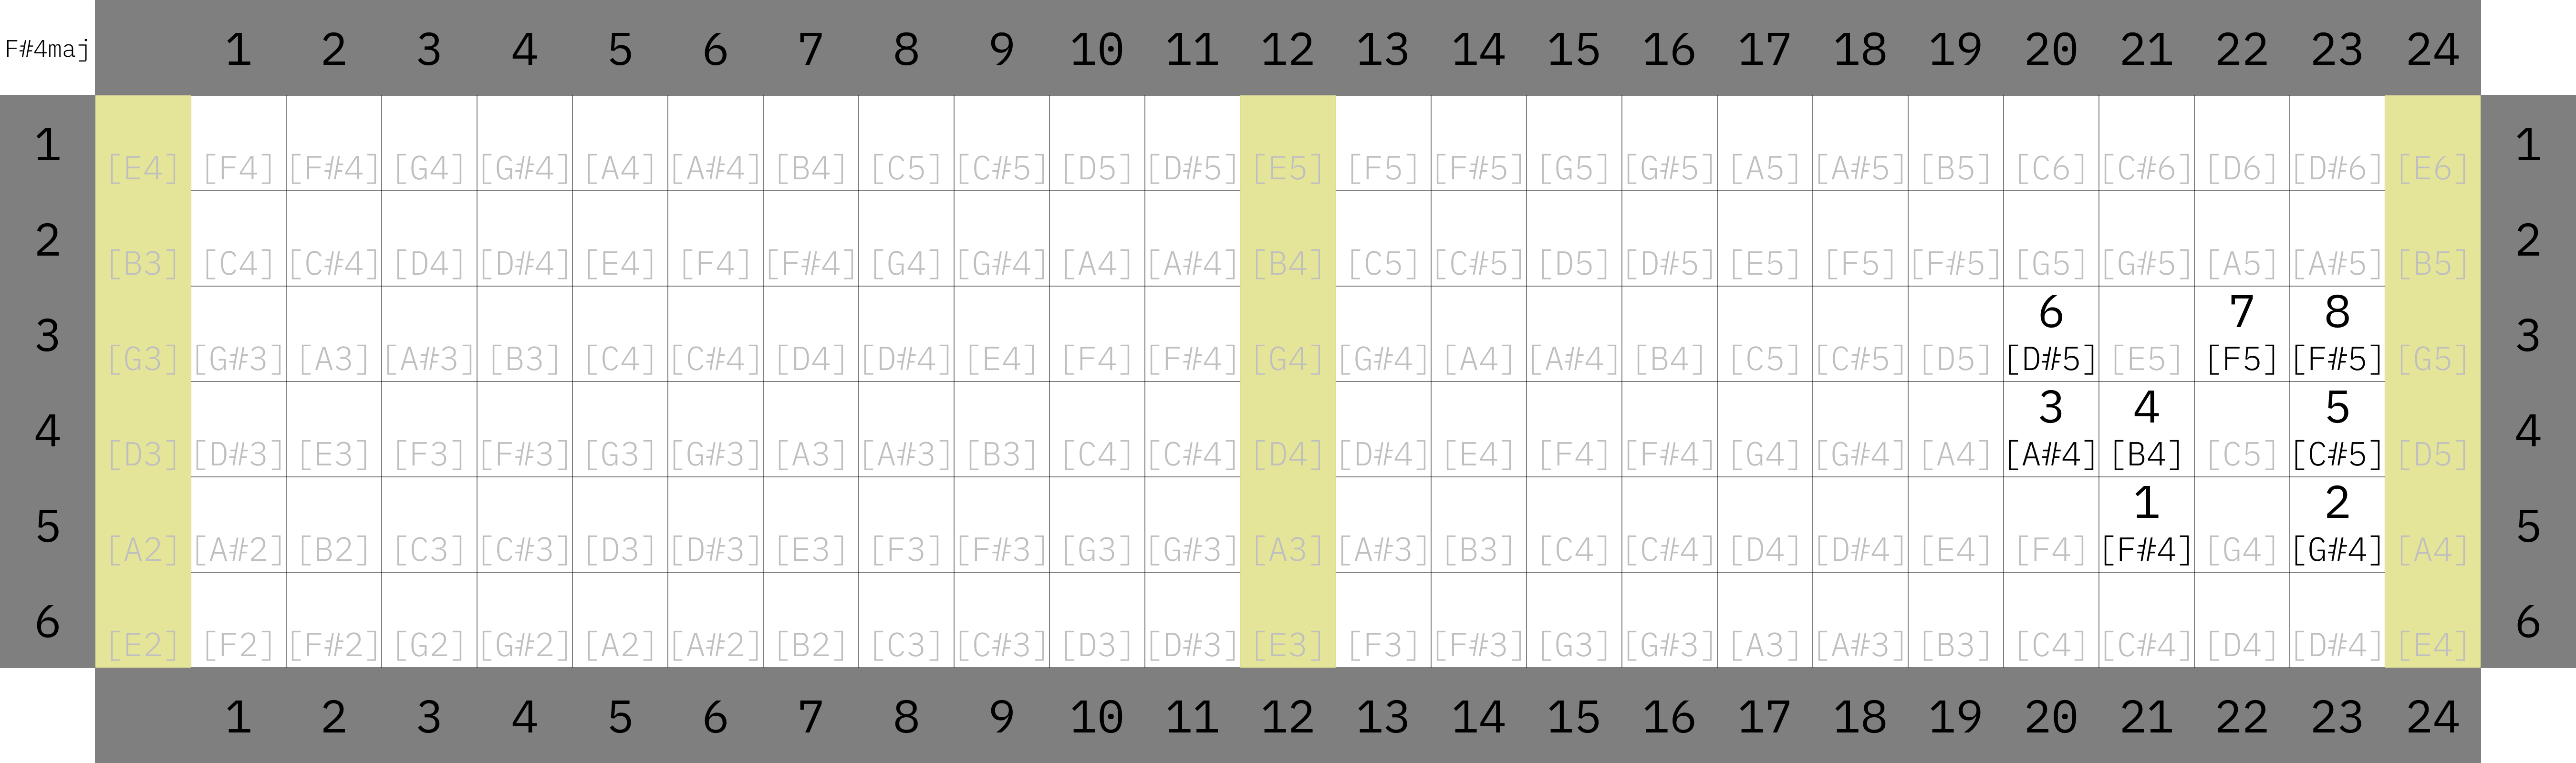 F#4maj 1 2 3 4 5 6 7 8 9 10 11 12 13 14 15 16 17 18 19 20 21 22 23 24
1 [E4] [F4] [F#4] [G4] [G#4] [A4] [A#4] [B4] [C5] [C#5] [D5] [D#5] [E5] [F5] [F#5] [G5] [G#5] [A5] [A#5] [B5] [C6] [C#6] [D6] [D#6] [E6] 1
2 [B3] [C4] [C#4] [D4] [D#4] [E4] [F4] [F#4] [G4] [G#4] [A4] [A#4] [B4] [C5] [C#5] [D5] [D#5] [E5] [F5] [F#5] [G5] [G#5] [A5] [A#5] [B5] 2
6 7 8
3 [G3] [G#3] [A3] [A#3] [B3] [C4] [C#4] [D4] [D#4] [E4] [F4] [F#4] [G4] [G#4] [A4] [A#4] [B4] [C5] [C#5] [D5] [D#5] [E5] [F5] [F#5] [G5] 3
3 4 5
4 [D3] [D#3] [E3] [F3] [F#3] [G3] [G#3] [A3] [A#3] [B3] [C4] [C#4] [D4] [D#4] [E4] [F4] [F#4] [G4] [G#4] [A4] [A#4] [B4] [C5] [C#5] [D5] 4
1 2
5 [A2] [A#2] [B2] [C3] [C#3] [D3] [D#3] [E3] [F3] [F#3] [G3] [G#3] [A3] [A#3] [B3] [C4] [C#4] [D4] [D#4] [E4] [F4] [F#4] [G4] [G#4] [A4] 5
6 [E2] [F2] [F#2] [G2] [G#2] [A2] [A#2] [B2] [C3] [C#3] [D3] [D#3] [E3] [F3] [F#3] [G3] [G#3] [A3] [A#3] [B3] [C4] [C#4] [D4] [D#4] [E4] 6
1 2 3 4 5 6 7 8 9 10 11 12 13 14 15 16 17 18 19 20 21 22 23 24